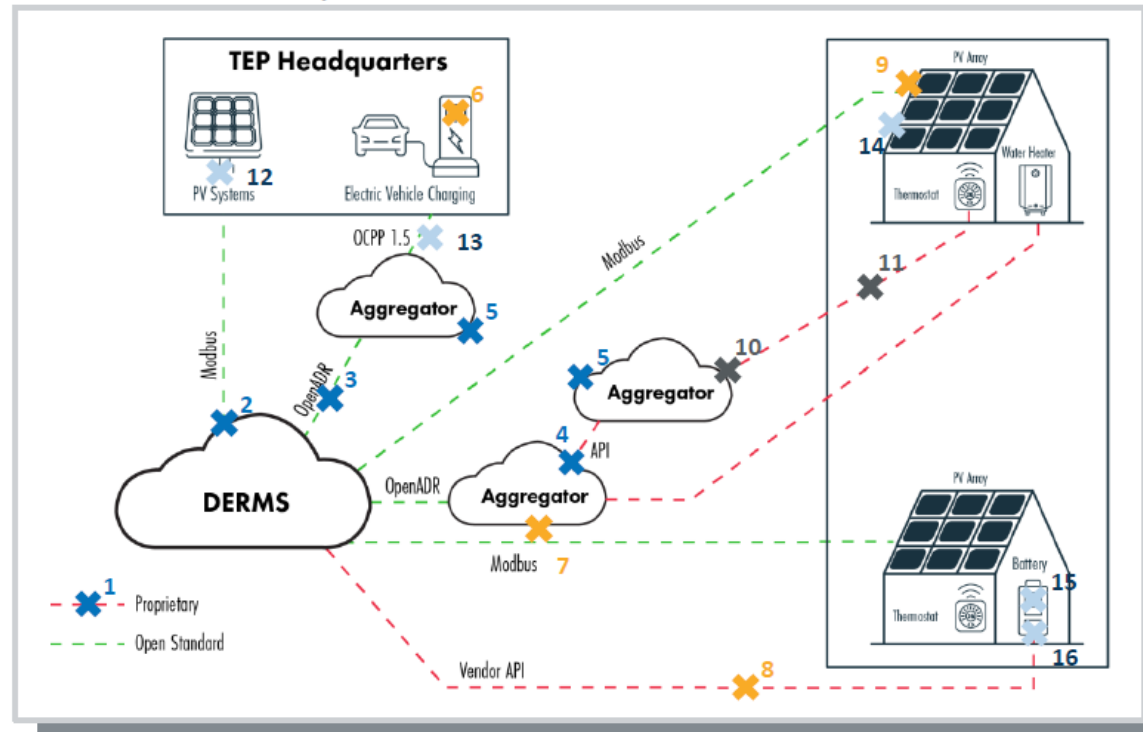 TEP Headquarters
6
12
PV Systems
Electric Vehicle Charging
OCPP 1.5
13
Aggregator
5
Modbus
OpenADR
3
2
DERMS
Modbus
5
10
Aggregator
4
API
OpenADR
Aggregator
Modbus
7
11
PV Array
9
14
Water Heater
Thermostat
PV Array
Battery
15
Thermostat
16
1
Proprietary
Open Standard
Vendor API
8